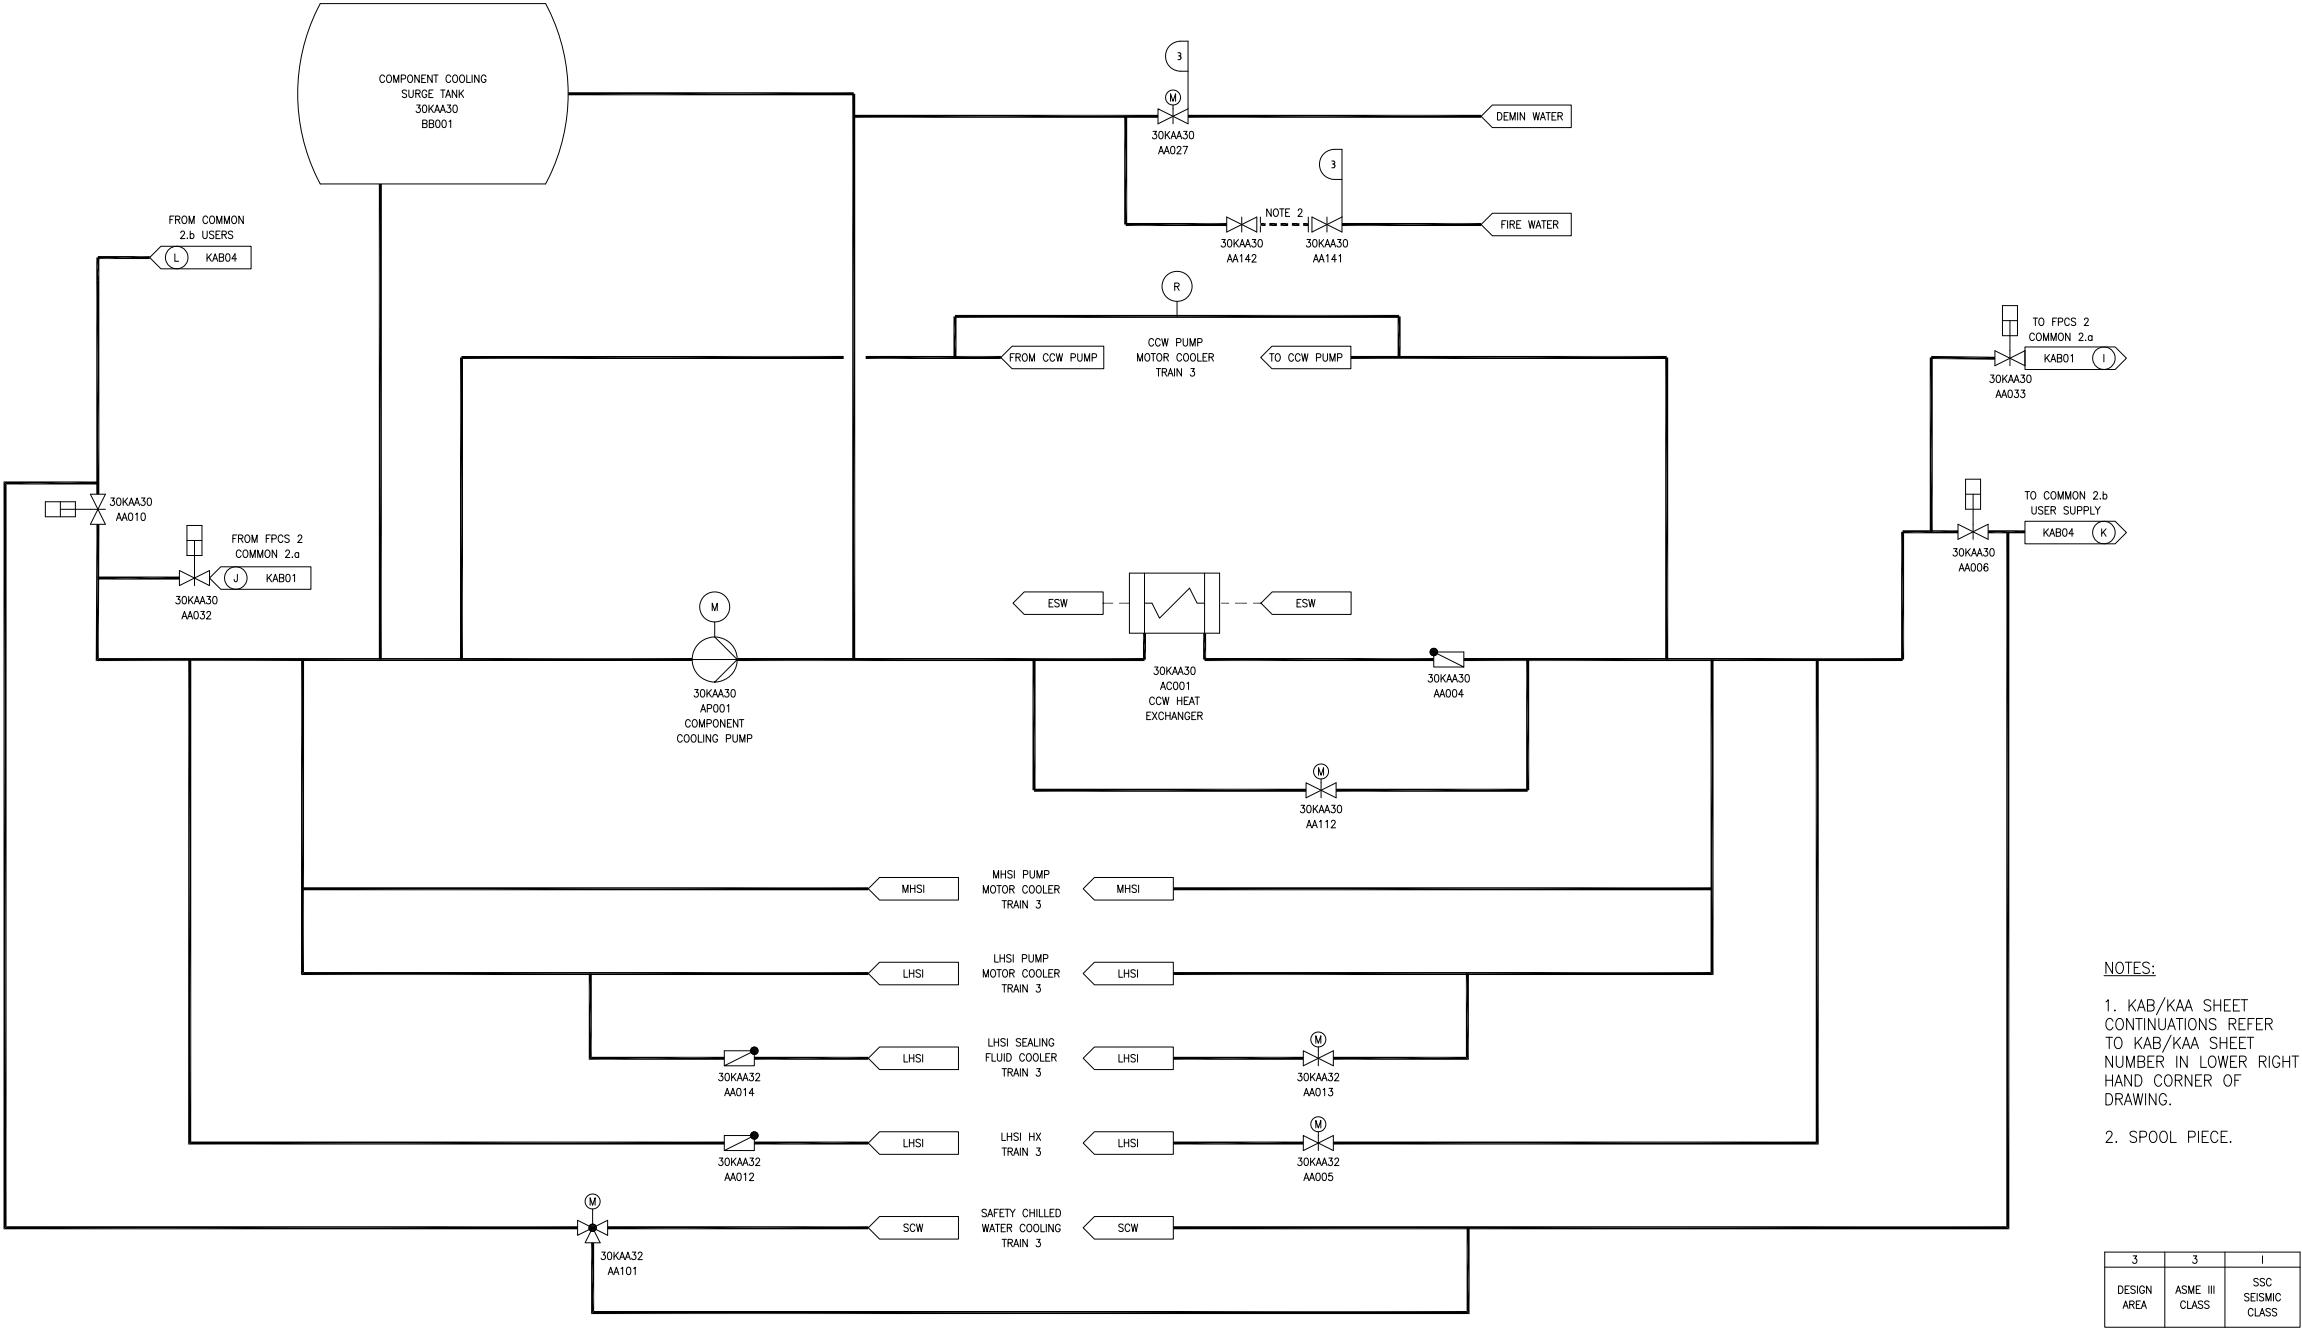 COMPONENT COOLING
SURGE TANK
30KAA30
BB001
3
M
30KAA30
AA027
DEMIN WATER
3
NOTE 2
30KAA30
AA142
30KAA30
AA141
FIRE WATER
FROM COMMON
2.b USERS
L KAB04
R
FROM CCW PUMP
CCW PUMP
MOTOR COOLER
TRAIN 3
TO CCW PUMP
TO FPCS 2
COMMON 2.a
KAB01 I
30KAA30
AA033
30KAA30
AA010
FROM FPCS 2
COMMON 2.a
J KAB01
30KAA30
AA032
TO COMMON 2.b
USER SUPPLY
KAB04 K
30KAA30
AA006
M
30KAA30
AP001
COMPONENT
COOLING PUMP
ESW
ESW
30KAA30
AC001
CCW HEAT
EXCHANGER
30KAA30
AA004
M
30KAA30
AA112
MHSI
MHSI PUMP
MOTOR COOLER
TRAIN 3
MHSI
LHSI
LHSI PUMP
MOTOR COOLER
TRAIN 3
LHSI
30KAA32
AA014
LHSI
LHSI SEALING
FLUID COOLER
TRAIN 3
LHSI
M
30KAA32
AA013
30KAA32
AA012
LHSI
LHSI HX
TRAIN 3
LHSI
M
30KAA32
AA005
M
30KAA32
AA101
SCW
SAFETY CHILLED
WATER COOLING
TRAIN 3
SCW
NOTES:
1. KAB/KAA SHEET
CONTINUATIONS REFER
TO KAB/KAA SHEET
NUMBER IN LOWER RIGHT
HAND CORNER OF
DRAWING.
2. SPOOL PIECE.
3 3 I
DESIGN
AREA
ASME III
CLASS
SSC
SEISMIC
CLASS